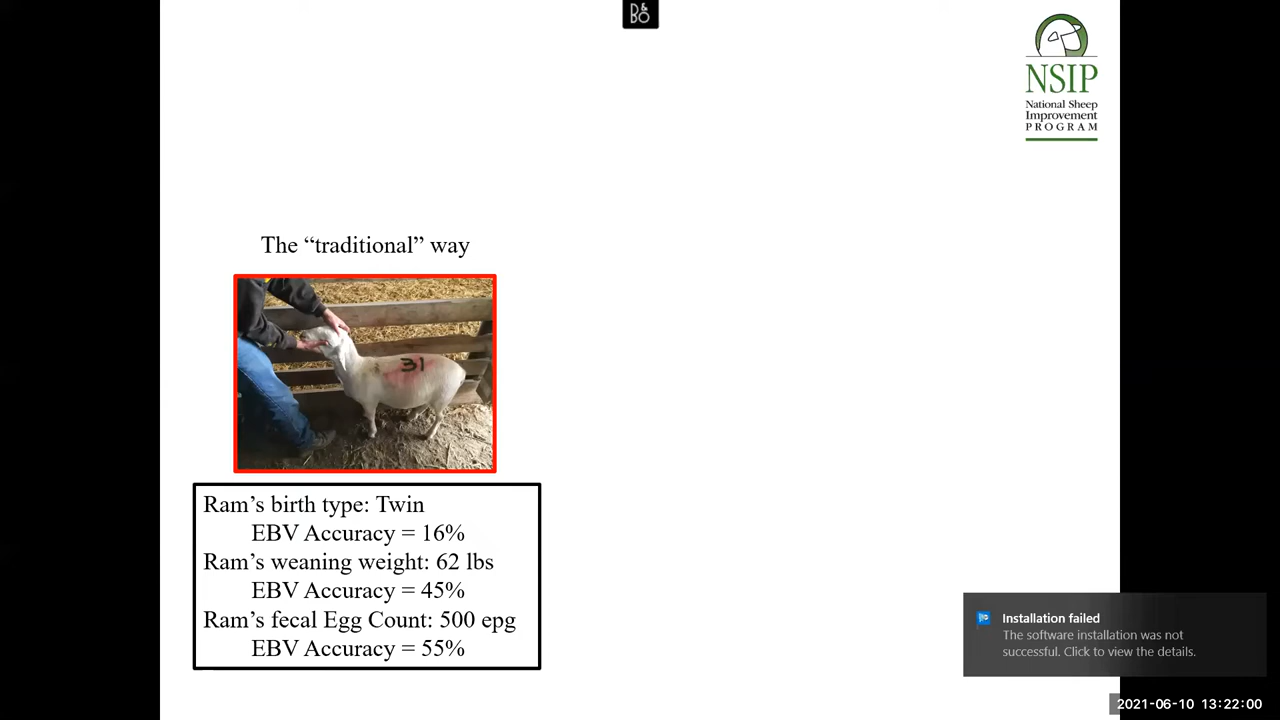 B&
BO
NSIP
National Sheep
Improvement
PROGRAM
The “traditional” way
31
Ram’s birth type: Twin
EBV Accuracy = 16%
Ram’s weaning weight: 62 lbs
EBV Accuracy = 45%
Ram’s fecal Egg Count: 500 epg
EBV Accuracy = 55%
Installation failed
The software installation was not
successful. Click to view the details.
2021-06-10 13:22:00